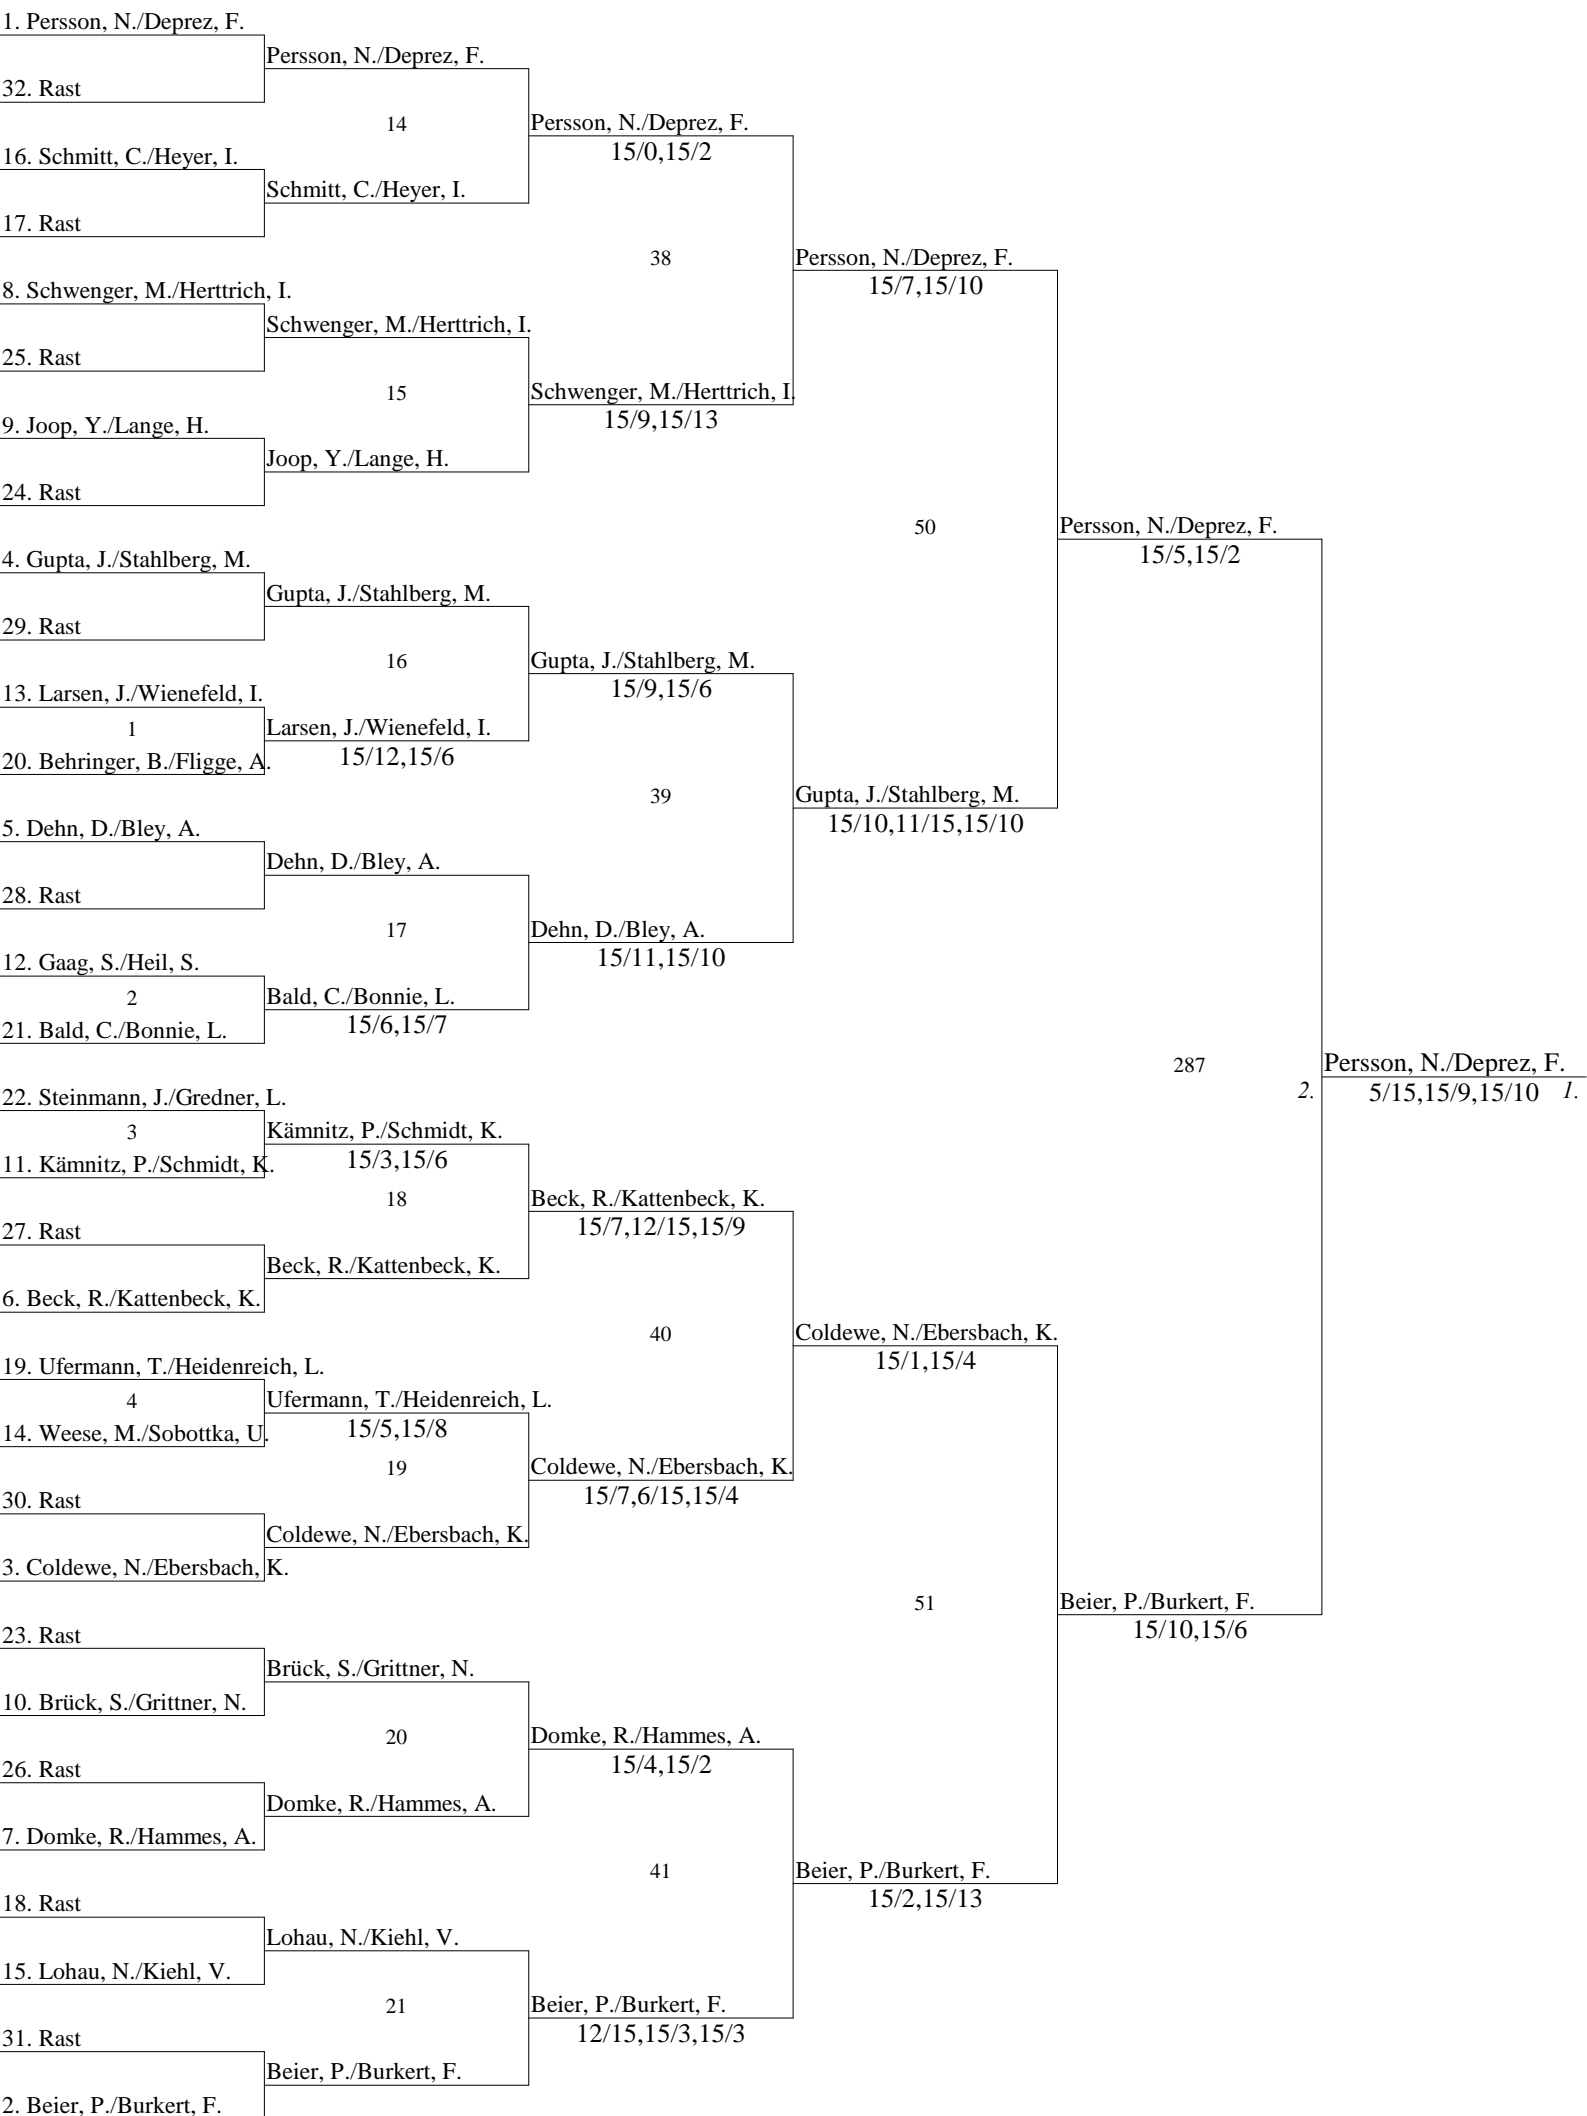 1. Persson, N./Deprez, F.
Persson, N./Deprez, F.
32. Rast
14
Persson, N./Deprez, F.
15/0,15/2
16. Schmitt, C./Heyer, I.
Schmitt, C./Heyer, I.
17. Rast
38
Persson, N./Deprez, F.
15/7,15/10
8. Schwenger, M./Herttrich, I.
Schwenger, M./Herttrich, I.
25. Rast
15
Schwenger, M./Herttrich, I.
15/9,15/13
9. Joop, Y./Lange, H.
Joop, Y./Lange, H.
24. Rast
50
Persson, N./Deprez, F.
15/5,15/2
4. Gupta, J./Stahlberg, M.
Gupta, J./Stahlberg, M.
29. Rast
16
Gupta, J./Stahlberg, M.
15/9,15/6
13. Larsen, J./Wienefeld, I.
1
Larsen, J./Wienefeld, I.
15/12,15/6
20. Behringer, B./Fligge, A.
39
Gupta, J./Stahlberg, M.
15/10,11/15,15/10
5. Dehn, D./Bley, A.
Dehn, D./Bley, A.
28. Rast
17
Dehn, D./Bley, A.
15/11,15/10
12. Gaag, S./Heil, S.
2
Bald, C./Bonnie, L.
15/6,15/7
21. Bald, C./Bonnie, L.
287
Persson, N./Deprez, F.
2.
5/15,15/9,15/10
1.
22. Steinmann, J./Gredner, L.
3
Kämnitz, P./Schmidt, K.
15/3,15/6
11. Kämnitz, P./Schmidt, K.
18
Beck, R./Kattenbeck, K.
15/7,12/15,15/9
27. Rast
Beck, R./Kattenbeck, K.
6. Beck, R./Kattenbeck, K.
40
Coldewe, N./Ebersbach, K.
15/1,15/4
19. Ufermann, T./Heidenreich, L.
4
Ufermann, T./Heidenreich, L.
15/5,15/8
14. Weese, M./Sobottka, U.
19
Coldewe, N./Ebersbach, K.
15/7,6/15,15/4
30. Rast
Coldewe, N./Ebersbach, K.
3. Coldewe, N./Ebersbach, K.
51
Beier, P./Burkert, F.
15/10,15/6
23. Rast
Brück, S./Grittner, N.
10. Brück, S./Grittner, N.
20
Domke, R./Hammes, A.
15/4,15/2
26. Rast
Domke, R./Hammes, A.
7. Domke, R./Hammes, A.
41
Beier, P./Burkert, F.
15/2,15/13
18. Rast
Lohau, N./Kiehl, V.
15. Lohau, N./Kiehl, V.
21
Beier, P./Burkert, F.
12/15,15/3,15/3
31. Rast
Beier, P./Burkert, F.
2. Beier, P./Burkert, F.